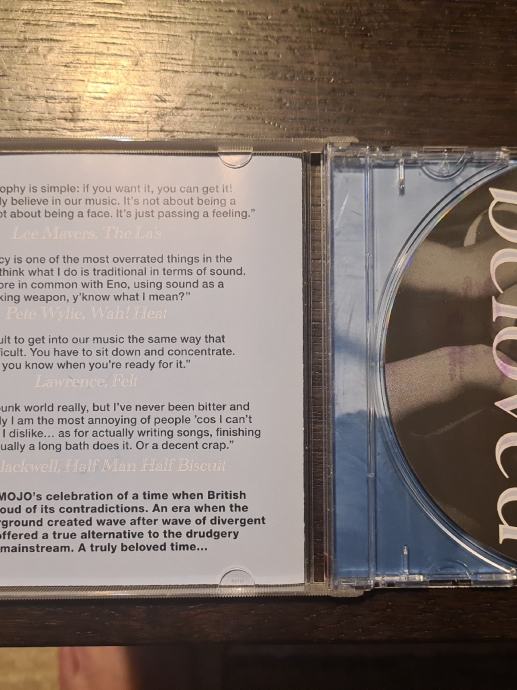 ophy is simple: if you want it, you can get it!
ly believe in our music. It's not about being a
ot about being a face. It's just passing a feeling."
Lee Mavers, The La's
cy is one of the most overrated things in the
think what I do is traditional in terms of sound.
ore in common with Eno, using sound as a
king weapon, y'know what I mean?"
Pete Wylie, Wah! Heat
ult to get into our music the same way that
ficult. You have to sit down and concentrate.
you know when you're ready for it."
Lawrence, Felt
punk world really, but I've never been bitter and
ly I am the most annoying of people 'cos I can't
I dislike... as for actually writing songs, finishing
ually a long bath does it. Or a decent crap."
lackwell, Half Man Half Biscuit
MOJO's celebration of a time when British
oud of its contradictions. An era when the
rground created wave after wave of divergent
offered a true alternative to the drudgery
mainstream. A truly beloved time...
beloved